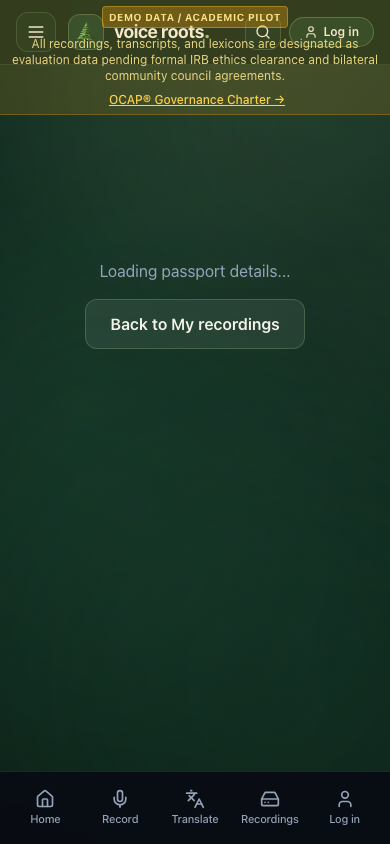 DEMO DATA / ACADEMIC PILOT
voice roots.
Log in
All recordings, transcripts, and lexicons are designated as
evaluation data pending formal IRB ethics clearance and bilateral
community council agreements.
OCAP® Governance Charter →
Loading passport details...
Back to My recordings
Home
Record
Translate
Recordings
Log in